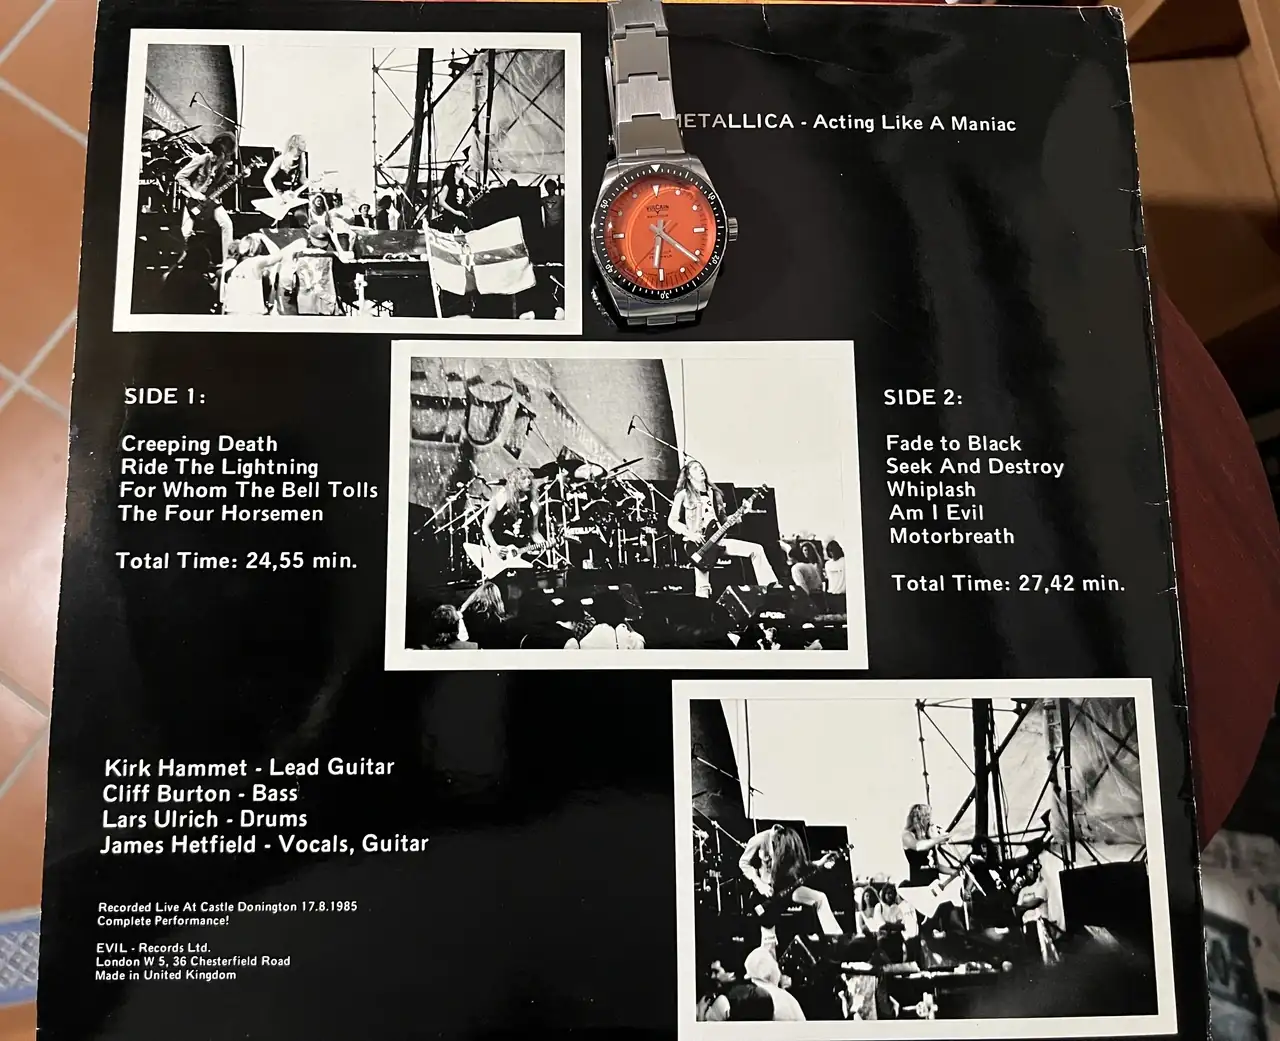 METALLICA - Acting Like A Maniac
VULCAIN
SIDE 1:
Creeping Death
Ride The Lightning
For Whom The Bell Tolls
The Four Horsemen
Total Time: 24,55 min.
SIDE 2:
Fade to Black
Seek And Destroy
Whiplash
Am I Evil
Motorbreath
Total Time: 27,42 min.
Kirk Hammet - Lead Guitar
Cliff Burton - Bass
Lars Ulrich - Drums
James Hetfield - Vocals, Guitar
Recorded Live At Castle Donington 17.8.1985
Complete Performance!
EVIL - Records Ltd.
London W 5, 36 Chesterfield Road
Made in United Kingdom